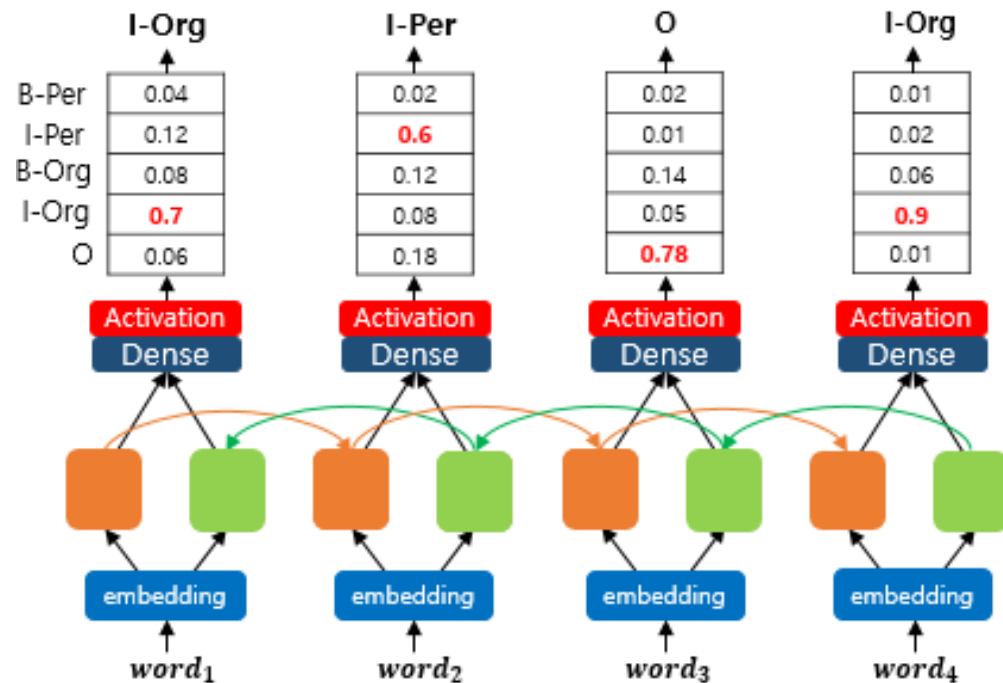 I-Org I-Per O I-Org
B-Per 0.04 0.02 0.02 0.01
I-Per 0.12 0.6 0.01 0.02
B-Org 0.08 0.12 0.14 0.06
I-Org 0.7 0.08 0.05 0.9
O 0.06 0.18 0.78 0.01
Activation Activation Activation Activation
Dense Dense Dense Dense
embedding embedding embedding embedding
word₁ word₂ word₃ word₄